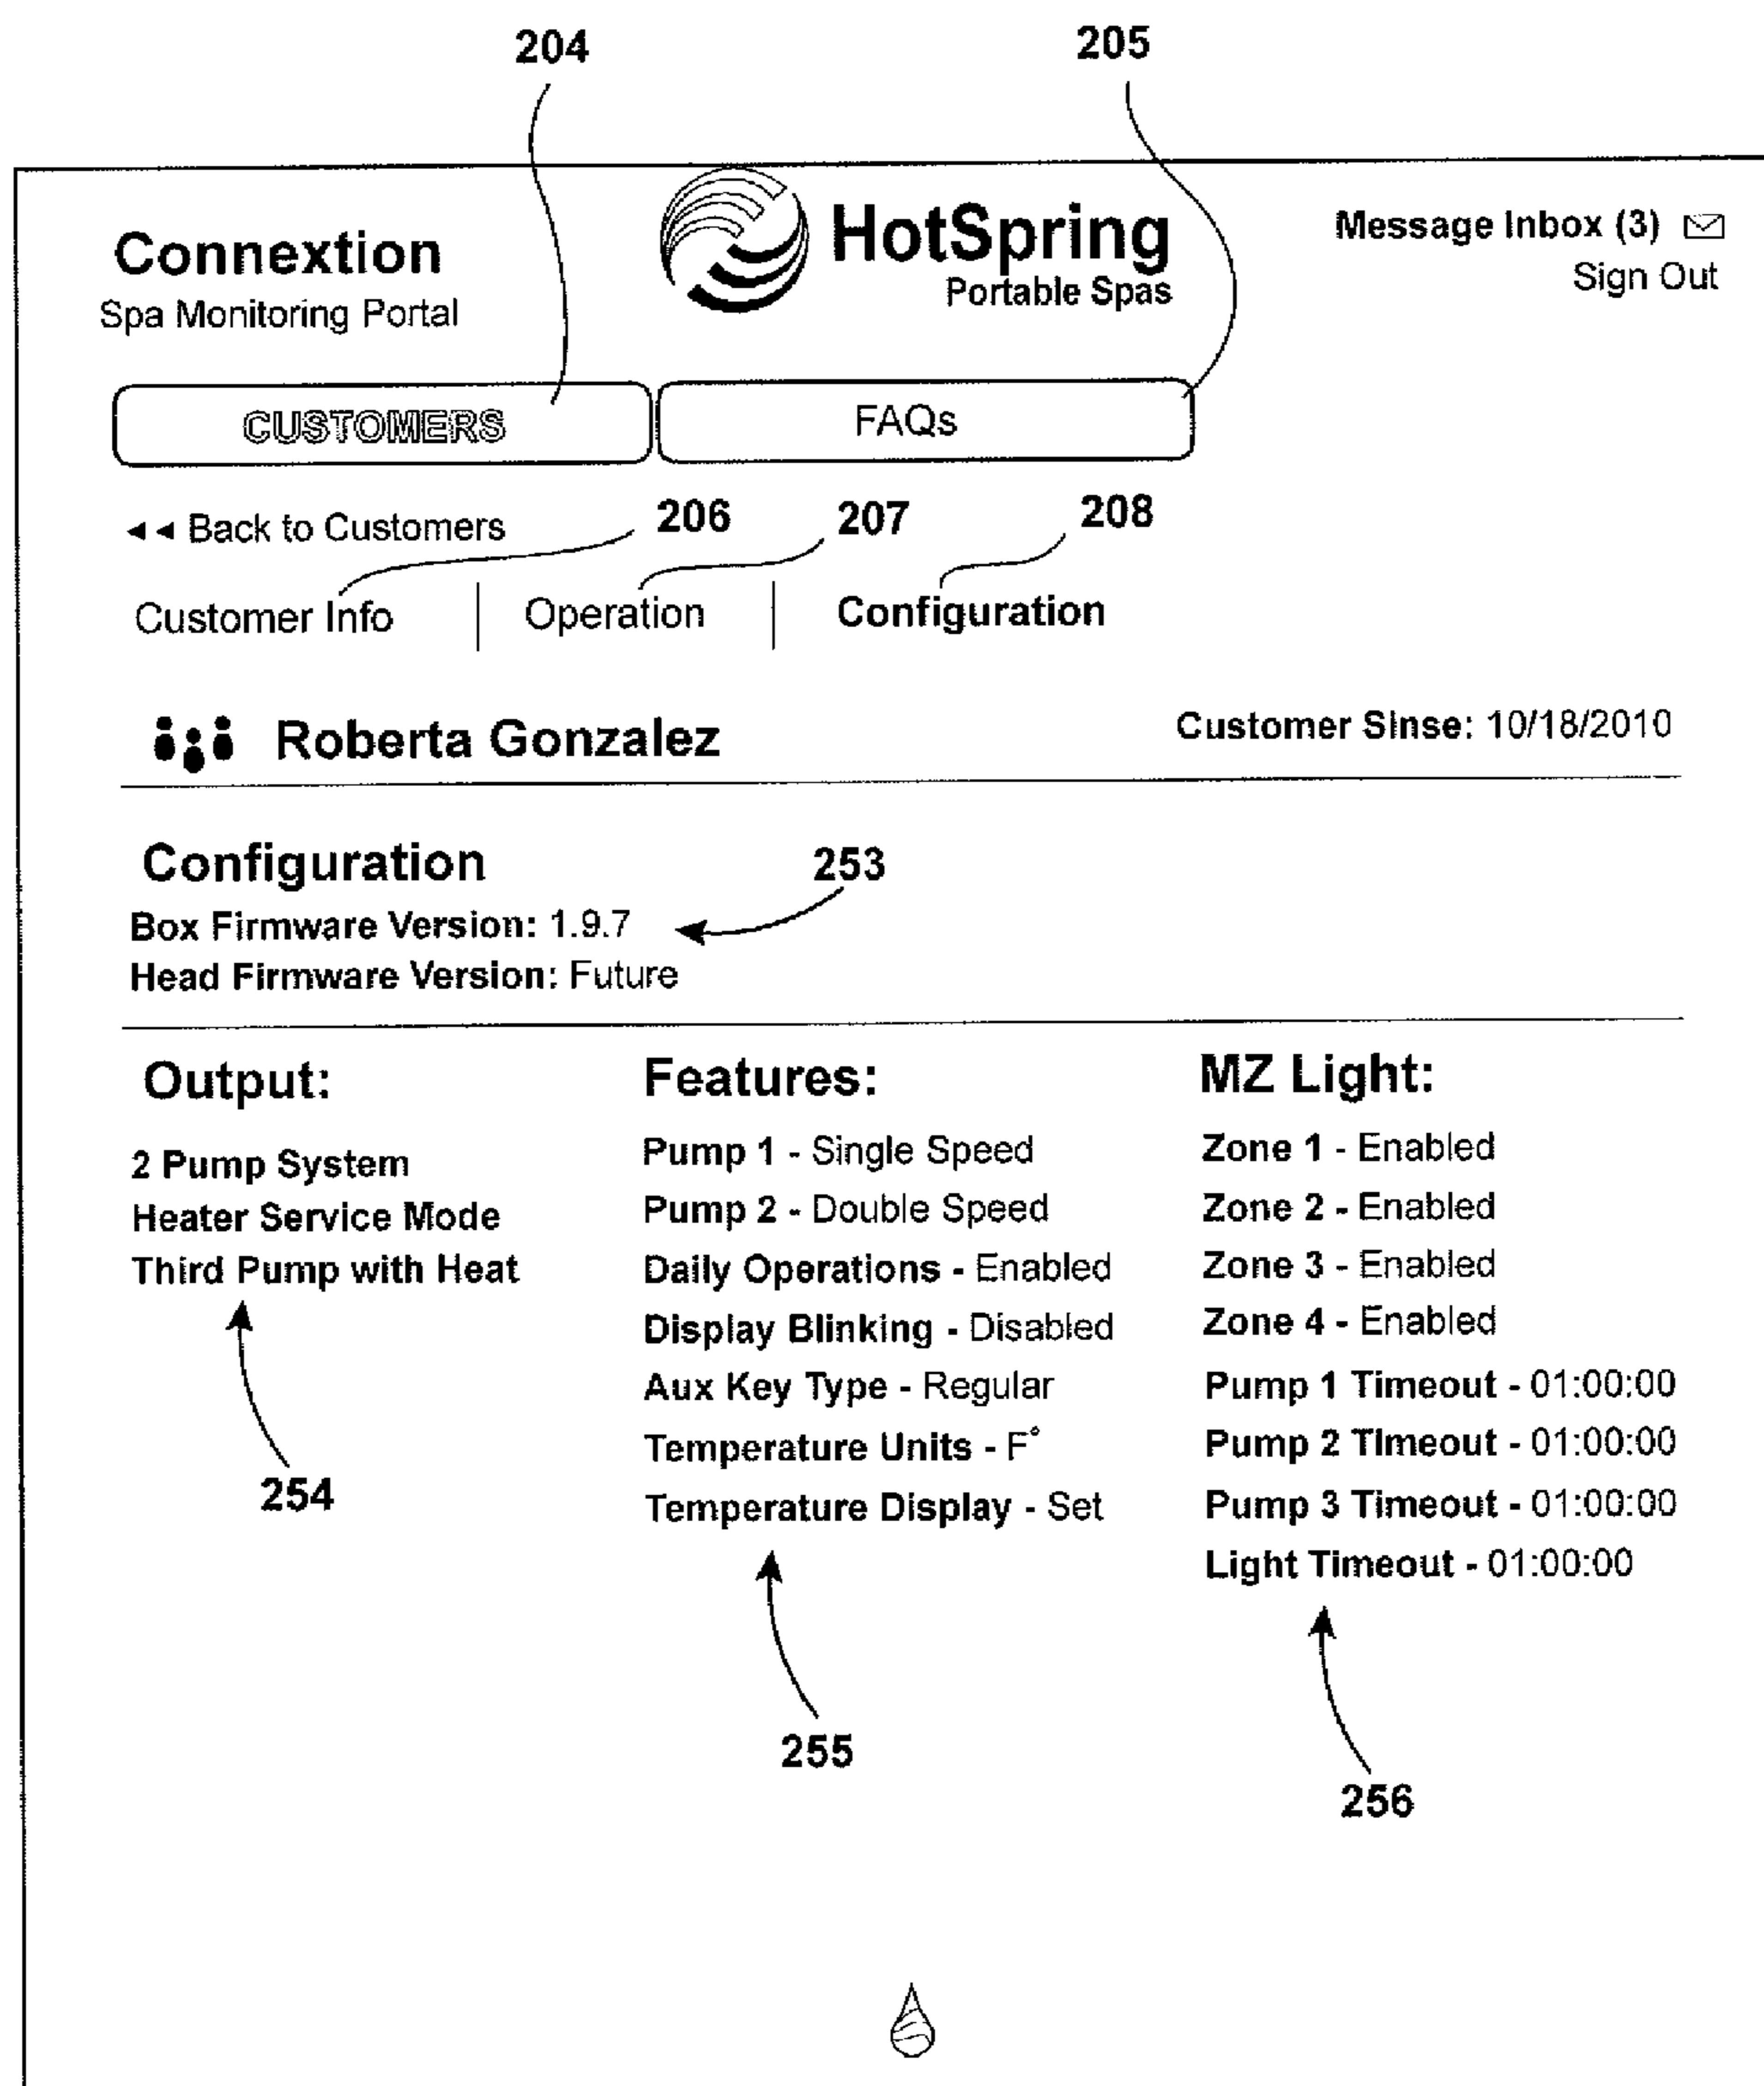 204
205
Connextion
Spa Monitoring Portal
HotSpring
Portable Spas
Message Inbox (3)
Sign Out
CUSTOMERS
FAQs
◄◄ Back to Customers
206
207
208
Customer Info | Operation | Configuration
Roberta Gonzalez
Customer Sinse: 10/18/2010
Configuration
253
Box Firmware Version: 1.9.7
Head Firmware Version: Future
Output:
2 Pump System
Heater Service Mode
Third Pump with Heat
254
Features:
Pump 1 - Single Speed
Pump 2 - Double Speed
Daily Operations - Enabled
Display Blinking - Disabled
Aux Key Type - Regular
Temperature Units - F°
Temperature Display - Set
255
MZ Light:
Zone 1 - Enabled
Zone 2 - Enabled
Zone 3 - Enabled
Zone 4 - Enabled
Pump 1 Timeout - 01:00:00
Pump 2 Timeout - 01:00:00
Pump 3 Timeout - 01:00:00
Light Timeout - 01:00:00
256